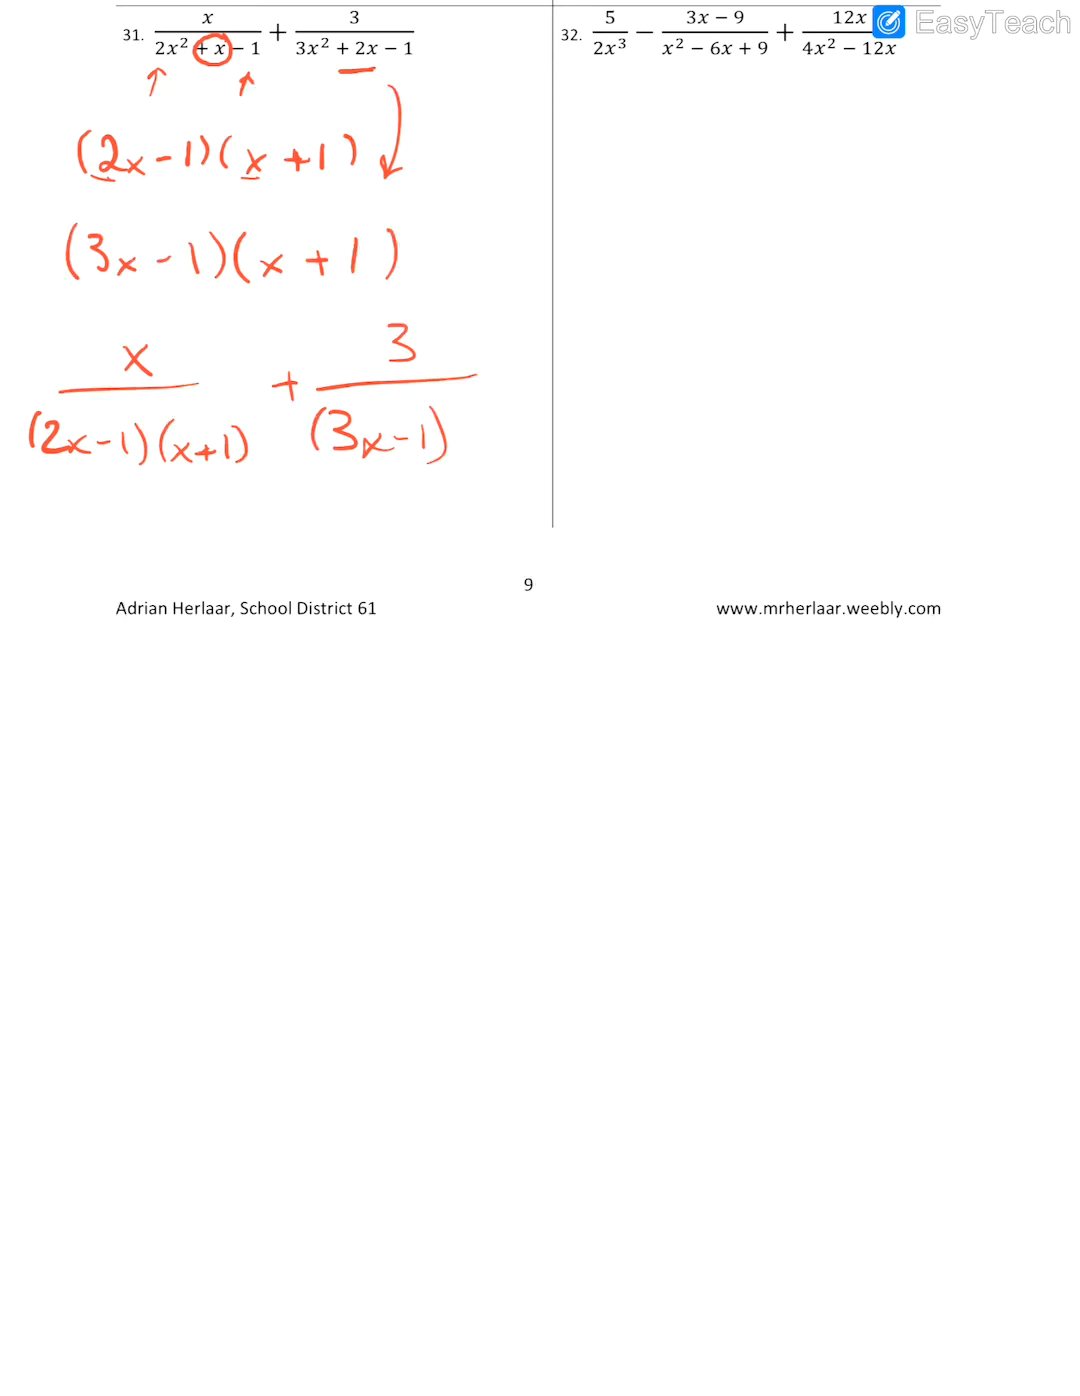 31. x/(2x² + x − 1) + 3/(3x² + 2x − 1)
(2x-1)(x+1)
(3x-1)(x+1)
x/((2x-1)(x+1)) + 3/(3x-1)
32. 5/(2x³) − (3x − 9)/(x² − 6x + 9) + 12x/(4x² − 12x)
EasyTeach
9
Adrian Herlaar, School District 61
www.mrherlaar.weebly.com